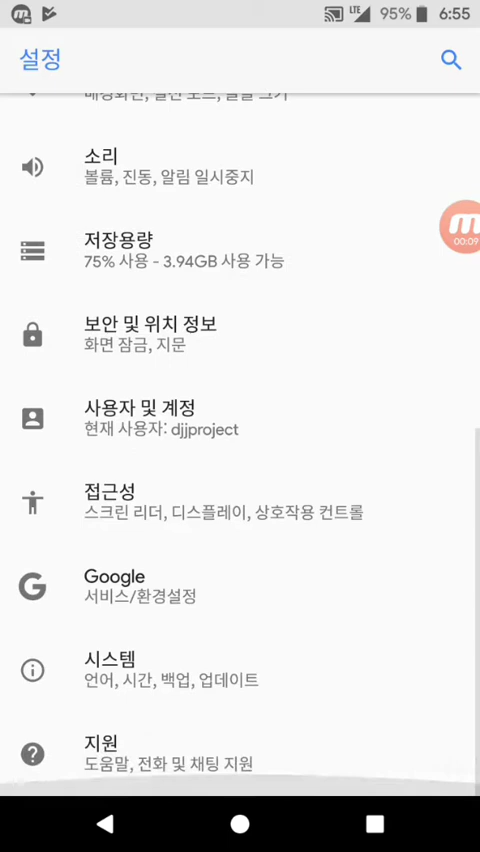 LTE 95% 6:55
설정
소리
볼륨, 진동, 알림 일시중지
00:09
저장용량
75% 사용 - 3.94GB 사용 가능
보안 및 위치 정보
화면 잠금, 지문
사용자 및 계정
현재 사용자: djjproject
접근성
스크린 리더, 디스플레이, 상호작용 컨트롤
Google
서비스/환경설정
시스템
언어, 시간, 백업, 업데이트
지원
도움말, 전화 및 채팅 지원